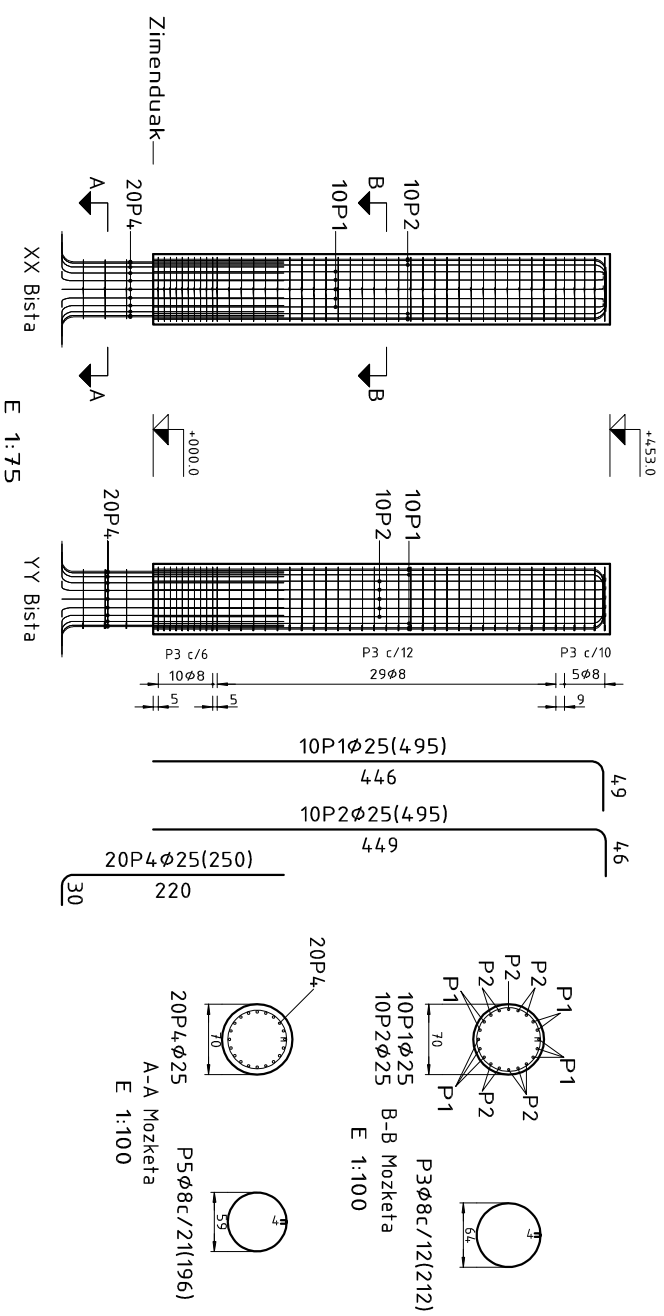 Zimenduak
A
20P4
10P1
B
10P2
A
B
XX Bista
E 1:75
+000.0
+453.0
20P4
10P2
10P1
YY Bista
P3 c/6
P3 c/12
P3 c/10
10Ø8
29Ø8
5Ø8
5
5
9
10P1Ø25(495)
446
49
10P2Ø25(495)
449
46
20P4Ø25(250)
220
30
20P4
70
20P4Ø25
A-A Mozketa
E 1:100
P1
P2
P2
P2
P1
P1
P1
P2
P2
70
10P1Ø25
10P2Ø25
B-B Mozketa
E 1:100
4
59
P5Ø8c/21(196)
4
64
P3Ø8c/12(212)